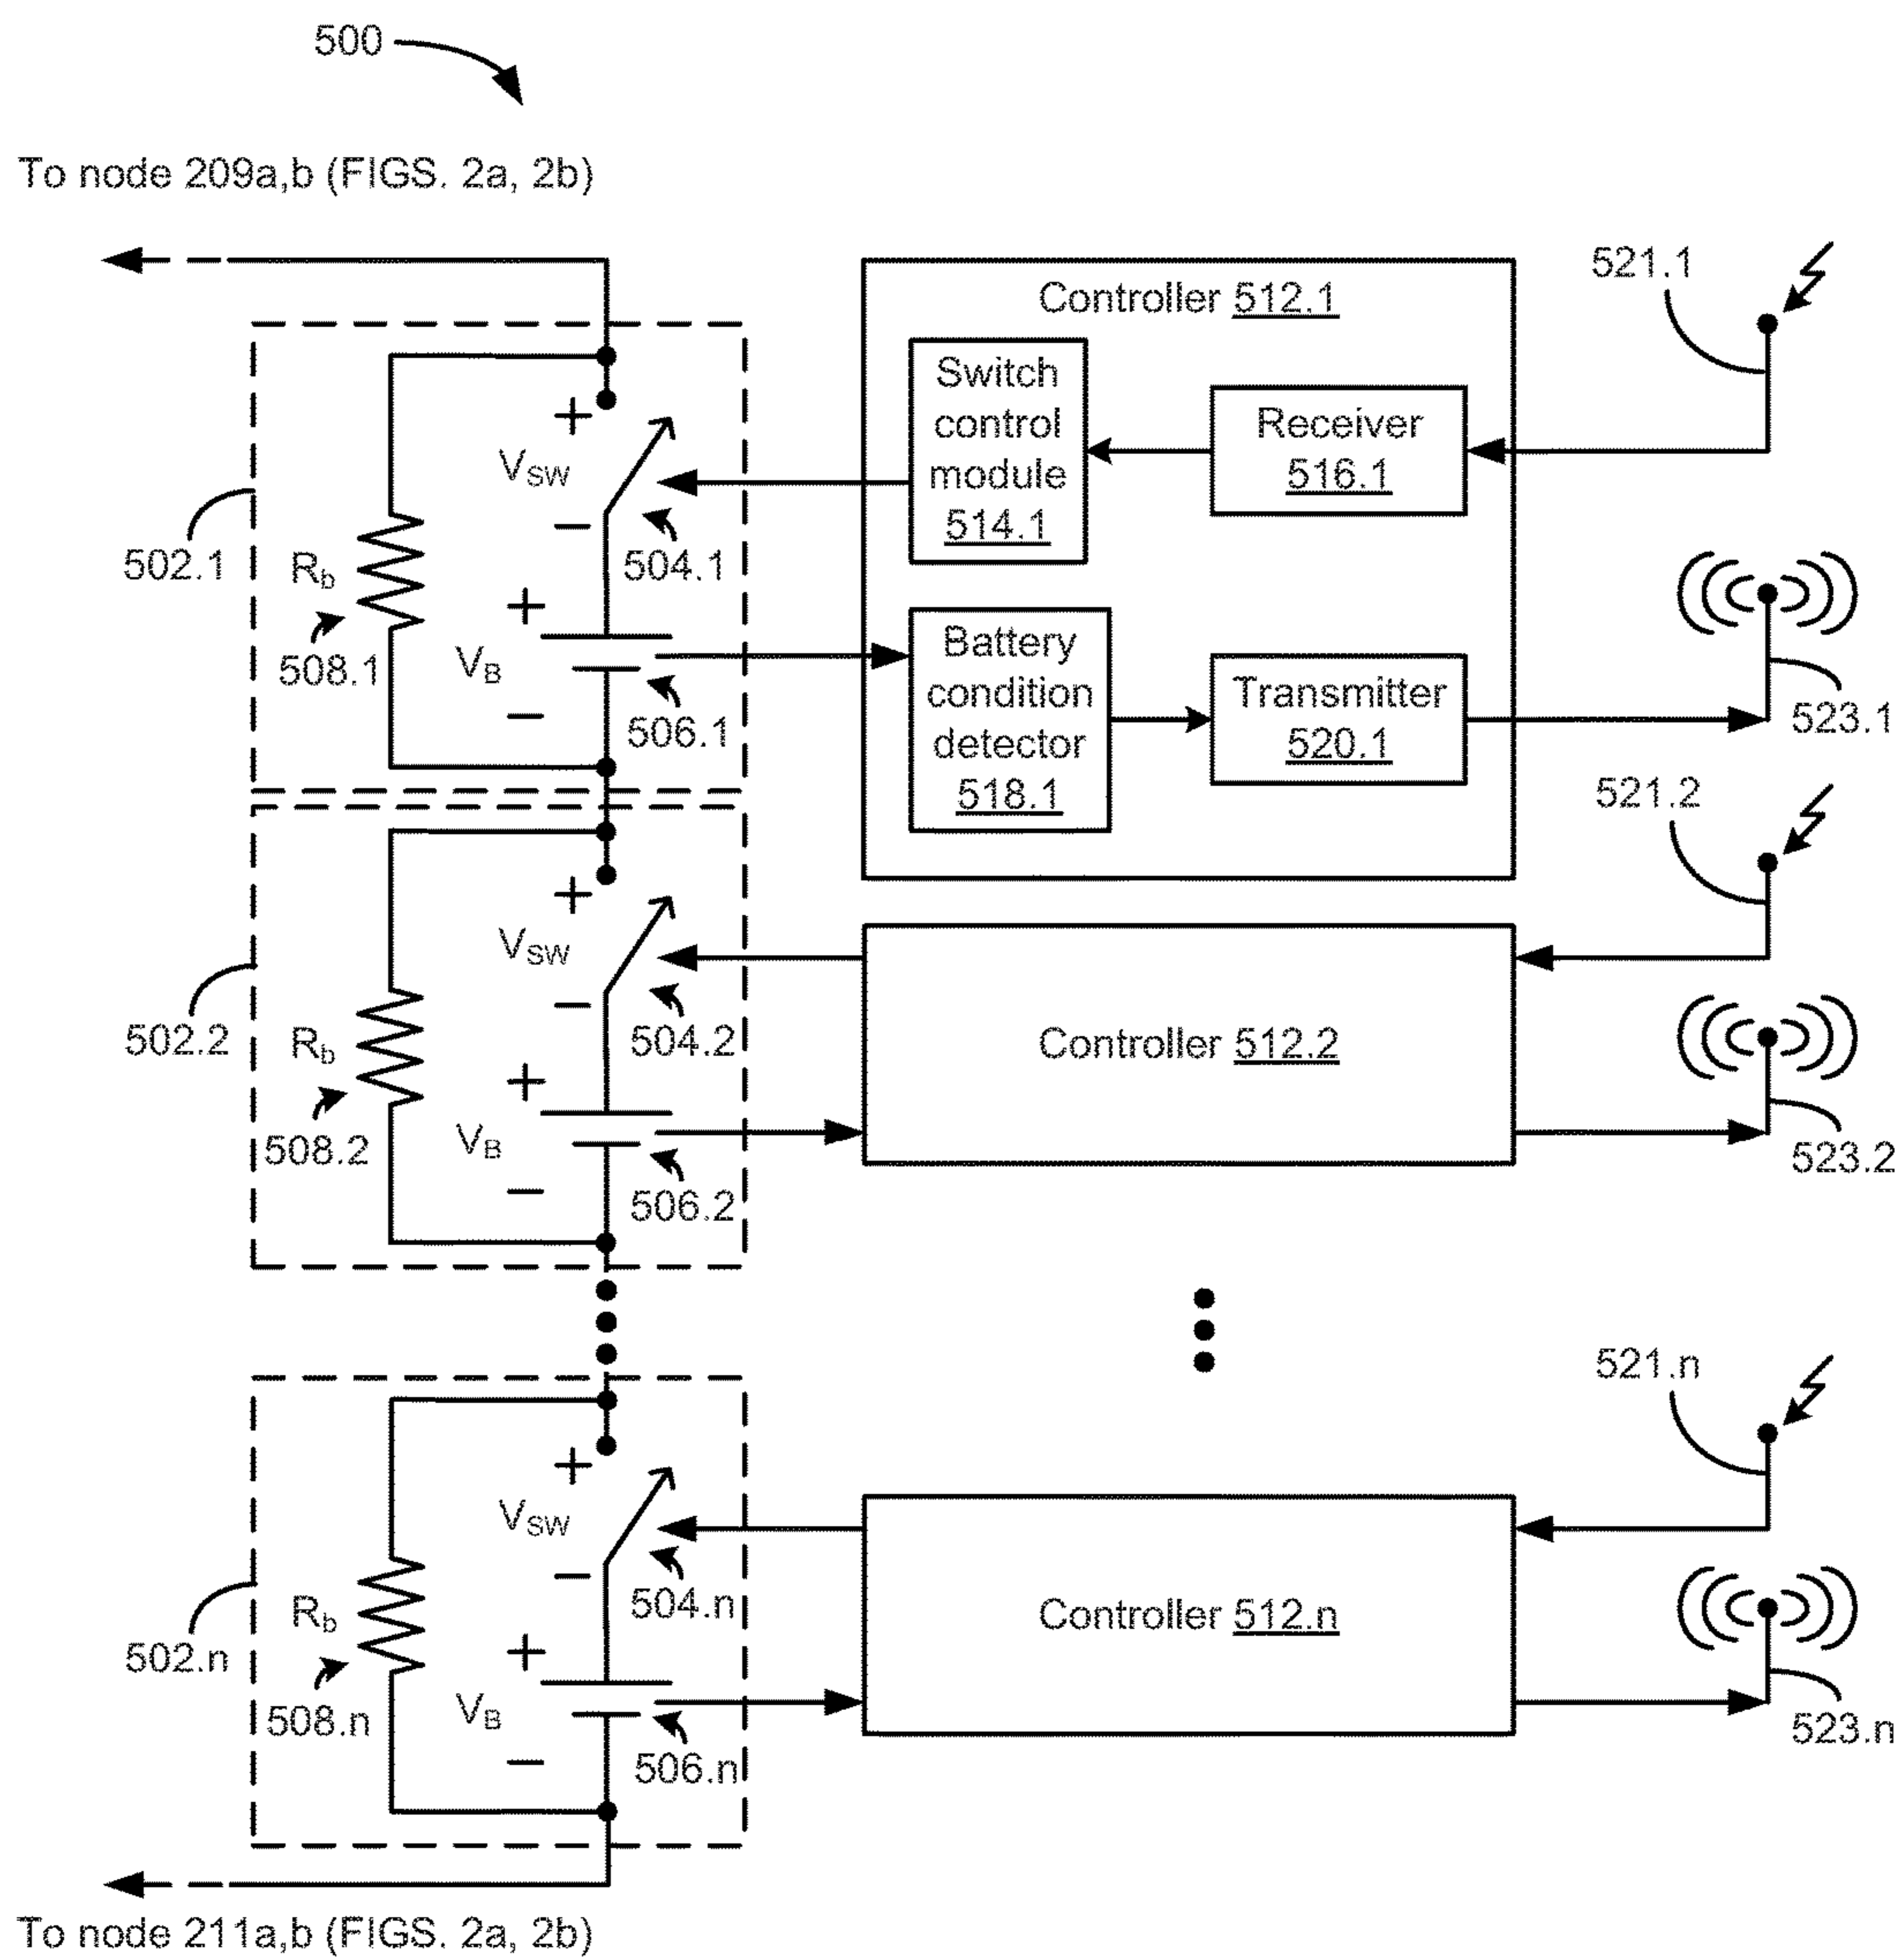 500
To node 209a,b (FIGS. 2a, 2b)
Controller 512.1
521.1
Switch
control
module
514.1
Receiver
516.1
+
VSW
−
504.1
502.1
Rb
508.1
+
VB
−
506.1
Battery
condition
detector
518.1
Transmitter
520.1
523.1
521.2
+
VSW
−
504.2
502.2
Rb
508.2
+
VB
−
506.2
Controller 512.2
523.2
521.n
+
VSW
−
504.n
502.n
Rb
508.n
+
VB
−
506.n
Controller 512.n
523.n
To node 211a,b (FIGS. 2a, 2b)